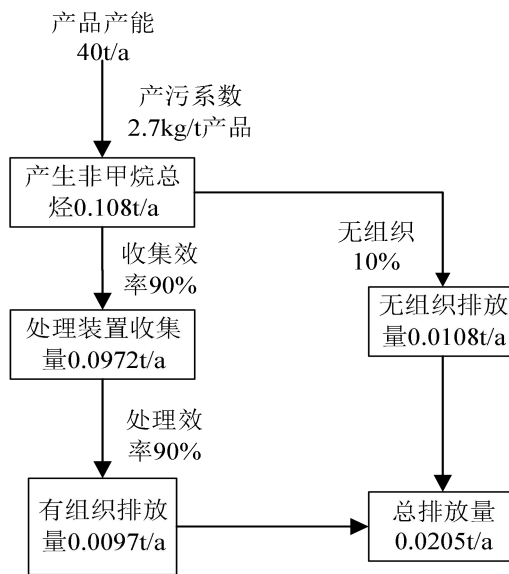 产品产能
40t/a
产污系数
2.7kg/t产品
产生非甲烷总
烃0.108t/a
收集效
率90%
无组织
10%
处理装置收集
量0.0972t/a
无组织排放
量0.0108t/a
处理效
率90%
有组织排放
量0.0097t/a
总排放量
0.0205t/a